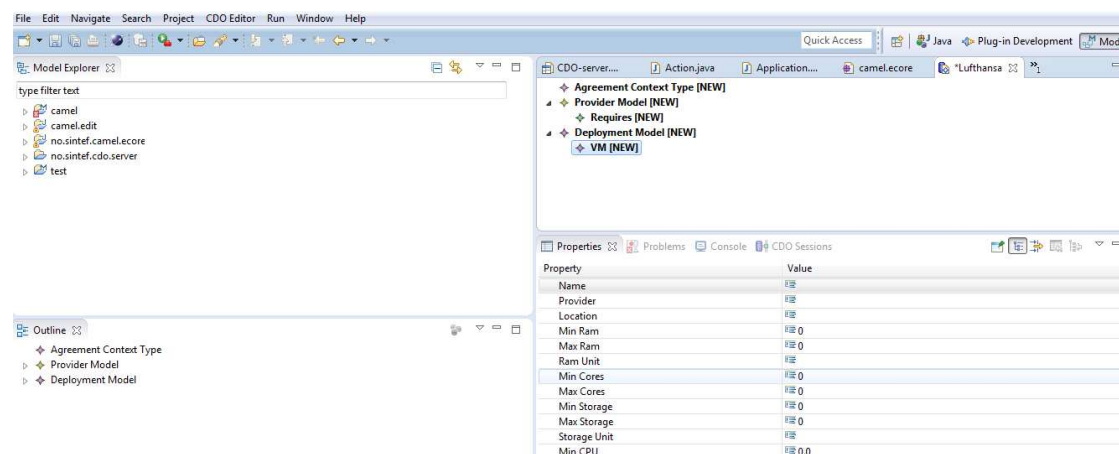 File Edit Navigate Search Project CDO Editor Run Window Help
Quick Access Java Plug-in Development Mod
Model Explorer
type filter text
camel
camel.edit
no.sintef.camel.ecore
no.sintef.cdo.server
test
CDO-server.... Action.java Application.... camel.ecore *Lufthansa »1
Agreement Context Type [NEW]
Provider Model [NEW]
Requires [NEW]
Deployment Model [NEW]
VM [NEW]
Outline
Agreement Context Type
Provider Model
Deployment Model
Properties Problems Console CDO Sessions
Property Value
Name
Provider
Location
Min Ram 0
Max Ram 0
Ram Unit
Min Cores 0
Max Cores 0
Min Storage 0
Max Storage 0
Storage Unit
Min CPU 0.0